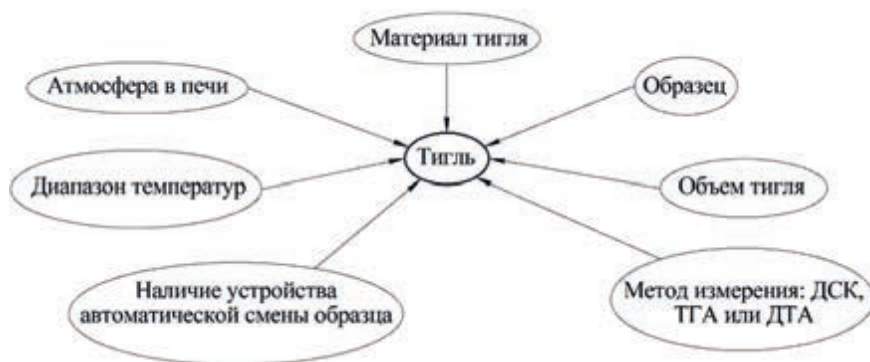 Материал тигля
Атмосфера в печи
Образец
Тигль
Диапазон температур
Объем тигля
Наличие устройства
автоматической смены образца
Метод измерения: ДСК,
ТГА или ДТА